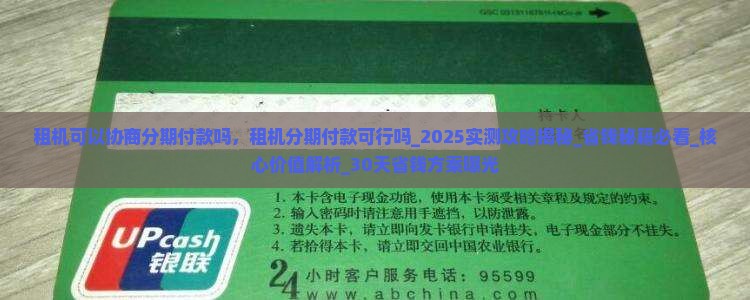 租机可以协商分期付款吗，租机分期付款可行吗_2025实测攻略揭秘_省钱秘籍必看_核
心价值解析_30天省钱方案曝光
持卡人
1. 本卡含电子现金功能，使用本卡须受相关章程及规定的约束。
2. 输入密码时请注意用手遮挡，以防泄露。
3. 遗失本卡，请立即向发卡银行申请挂失，电子现金部分不挂失。
4. 若拾得本卡，请立即交回中国农业银行。
UPcash
银联
24小时客户服务电话：95599
www.abchina.com